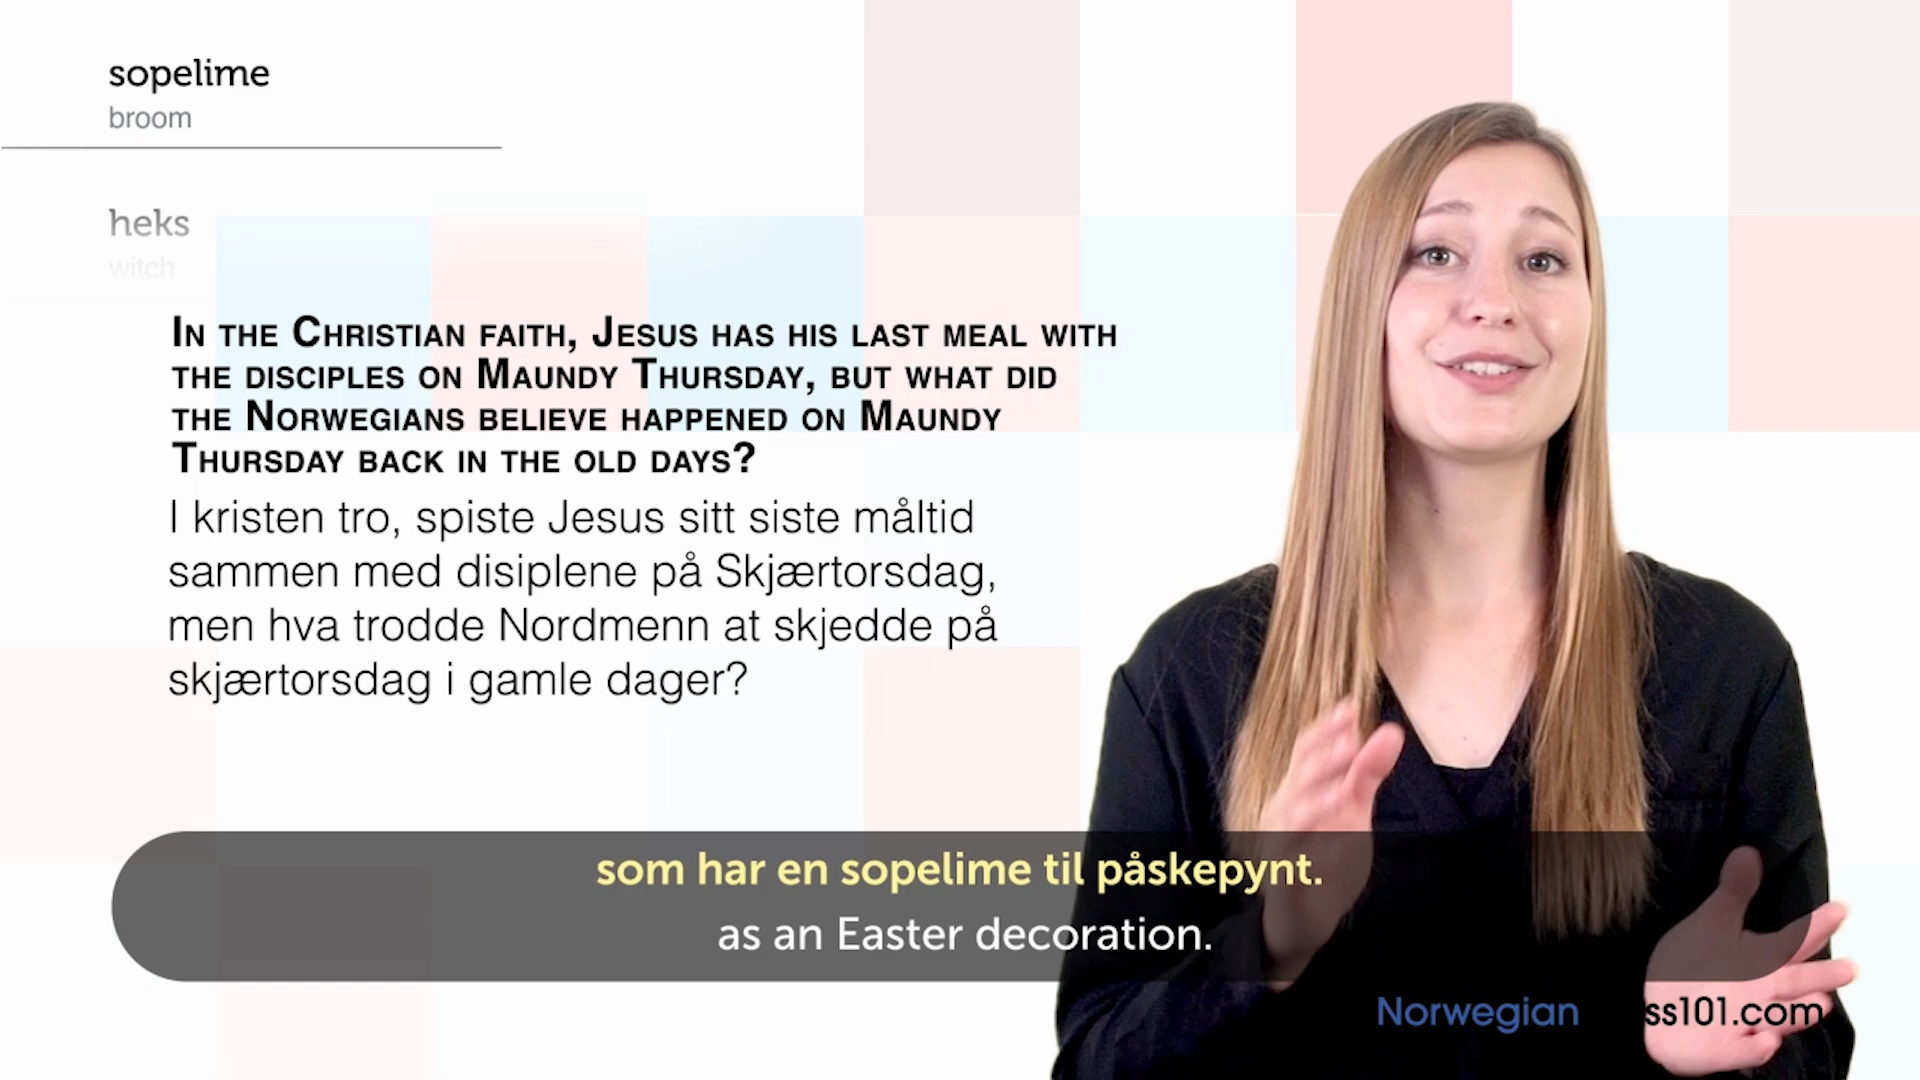 sopelime
broom
heks
witch
In the Christian faith, Jesus has his last meal with
the disciples on Maundy Thursday, but what did
the Norwegians believe happened on Maundy
Thursday back in the old days?
I kristen tro, spiste Jesus sitt siste måltid
sammen med disiplene på Skjærtorsdag,
men hva trodde Nordmenn at skjedde på
skjærtorsdag i gamle dager?
som har en sopelime til påskepynt.
as an Easter decoration.
Norwegian ss101.com